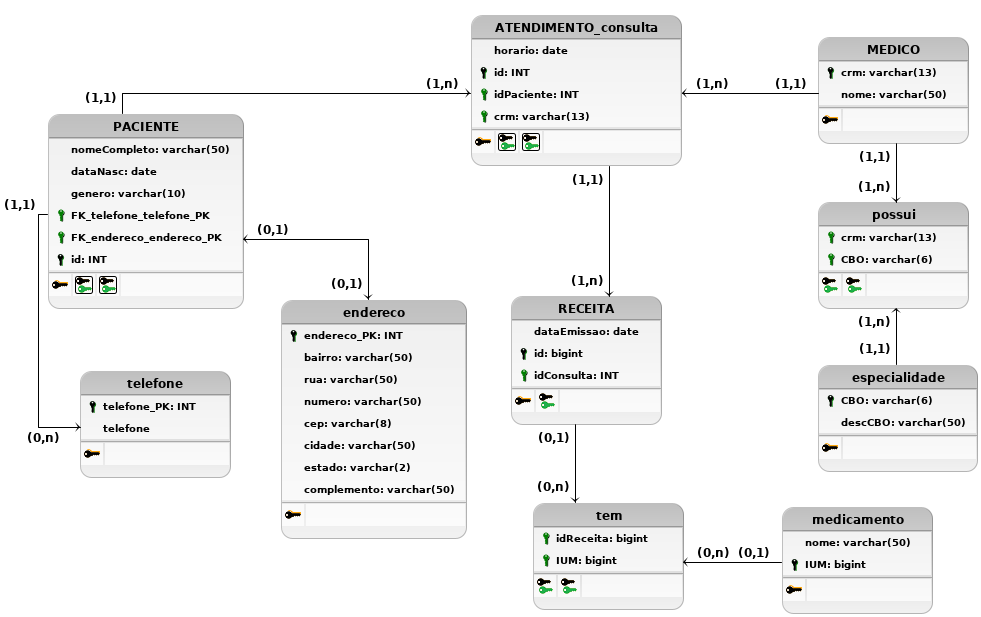 ATENDIMENTO_consulta
horario: date
id: INT
idPaciente: INT
crm: varchar(13)
MEDICO
crm: varchar(13)
nome: varchar(50)
(1,1)
(1,n)
(1,n)
(1,1)
PACIENTE
nomeCompleto: varchar(50)
dataNasc: date
genero: varchar(10)
FK_telefone_telefone_PK
FK_endereco_endereco_PK
id: INT
(1,1)
(0,n)
(0,1)
(0,1)
(1,1)
(1,n)
(1,1)
(1,n)
possui
crm: varchar(13)
CBO: varchar(6)
(1,n)
(1,1)
endereco
endereco_PK: INT
bairro: varchar(50)
rua: varchar(50)
numero: varchar(50)
cep: varchar(8)
cidade: varchar(50)
estado: varchar(2)
complemento: varchar(50)
RECEITA
dataEmissao: date
id: bigint
idConsulta: INT
telefone
telefone_PK: INT
telefone
especialidade
CBO: varchar(6)
descCBO: varchar(50)
(0,1)
(0,n)
tem
idReceita: bigint
IUM: bigint
(0,n)
(0,1)
medicamento
nome: varchar(50)
IUM: bigint